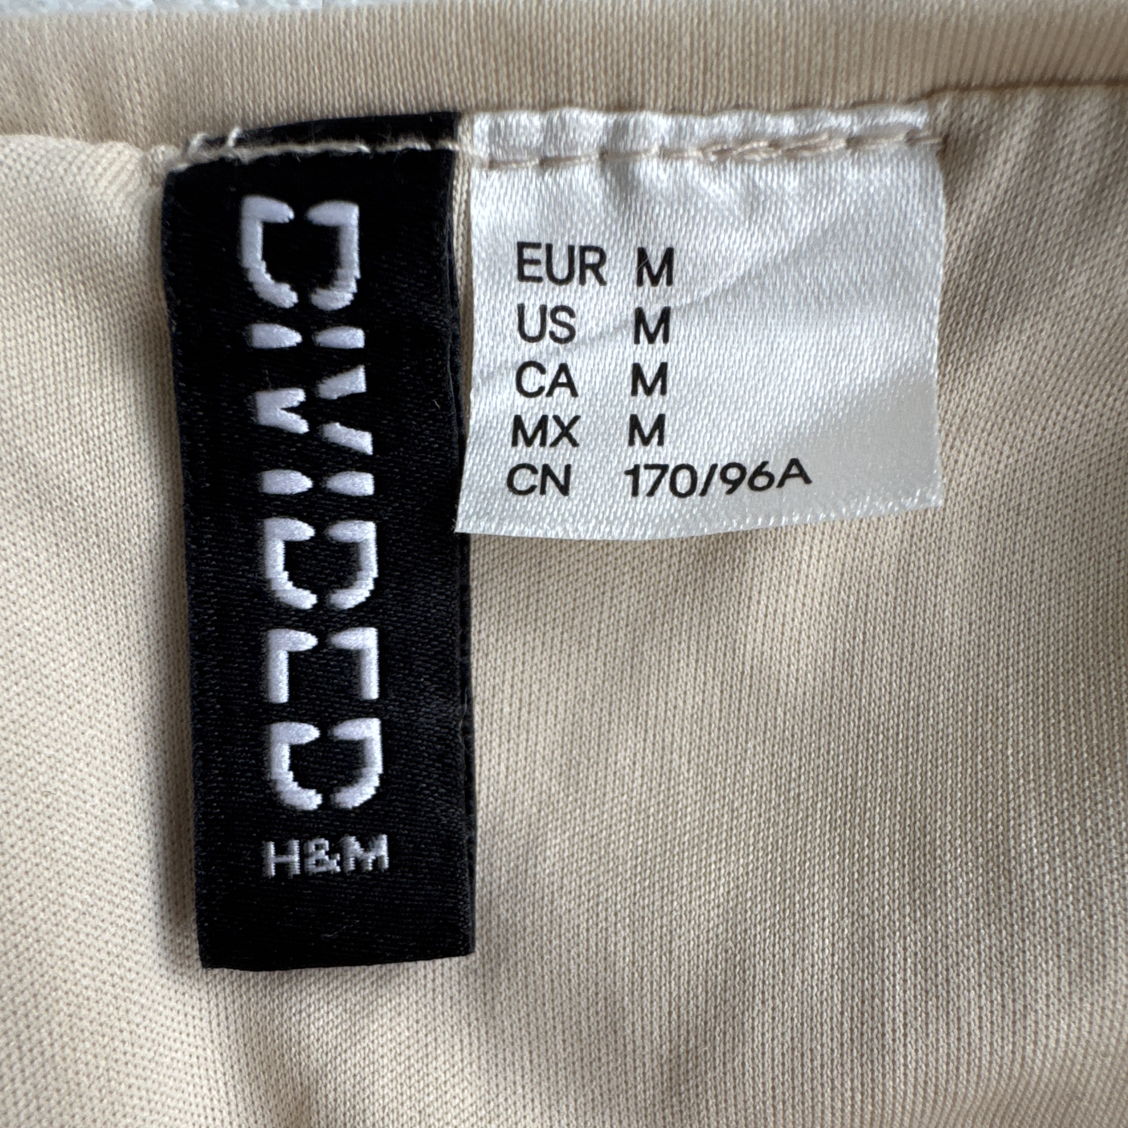 DIVIDED
H&M
EUR M
US M
CA M
MX M
CN 170/96A